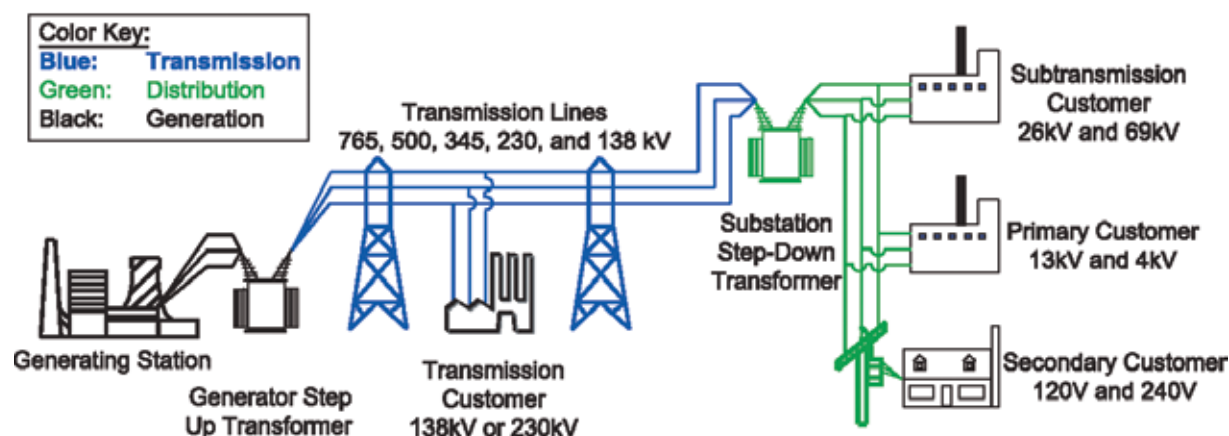 Color Key:
Blue: Transmission
Green: Distribution
Black: Generation
Transmission Lines
765, 500, 345, 230, and 138 kV
Subtransmission
Customer
26kV and 69kV
Substation
Step-Down
Transformer
Primary Customer
13kV and 4kV
Generating Station
Generator Step
Up Transformer
Transmission
Customer
138kV or 230kV
Secondary Customer
120V and 240V